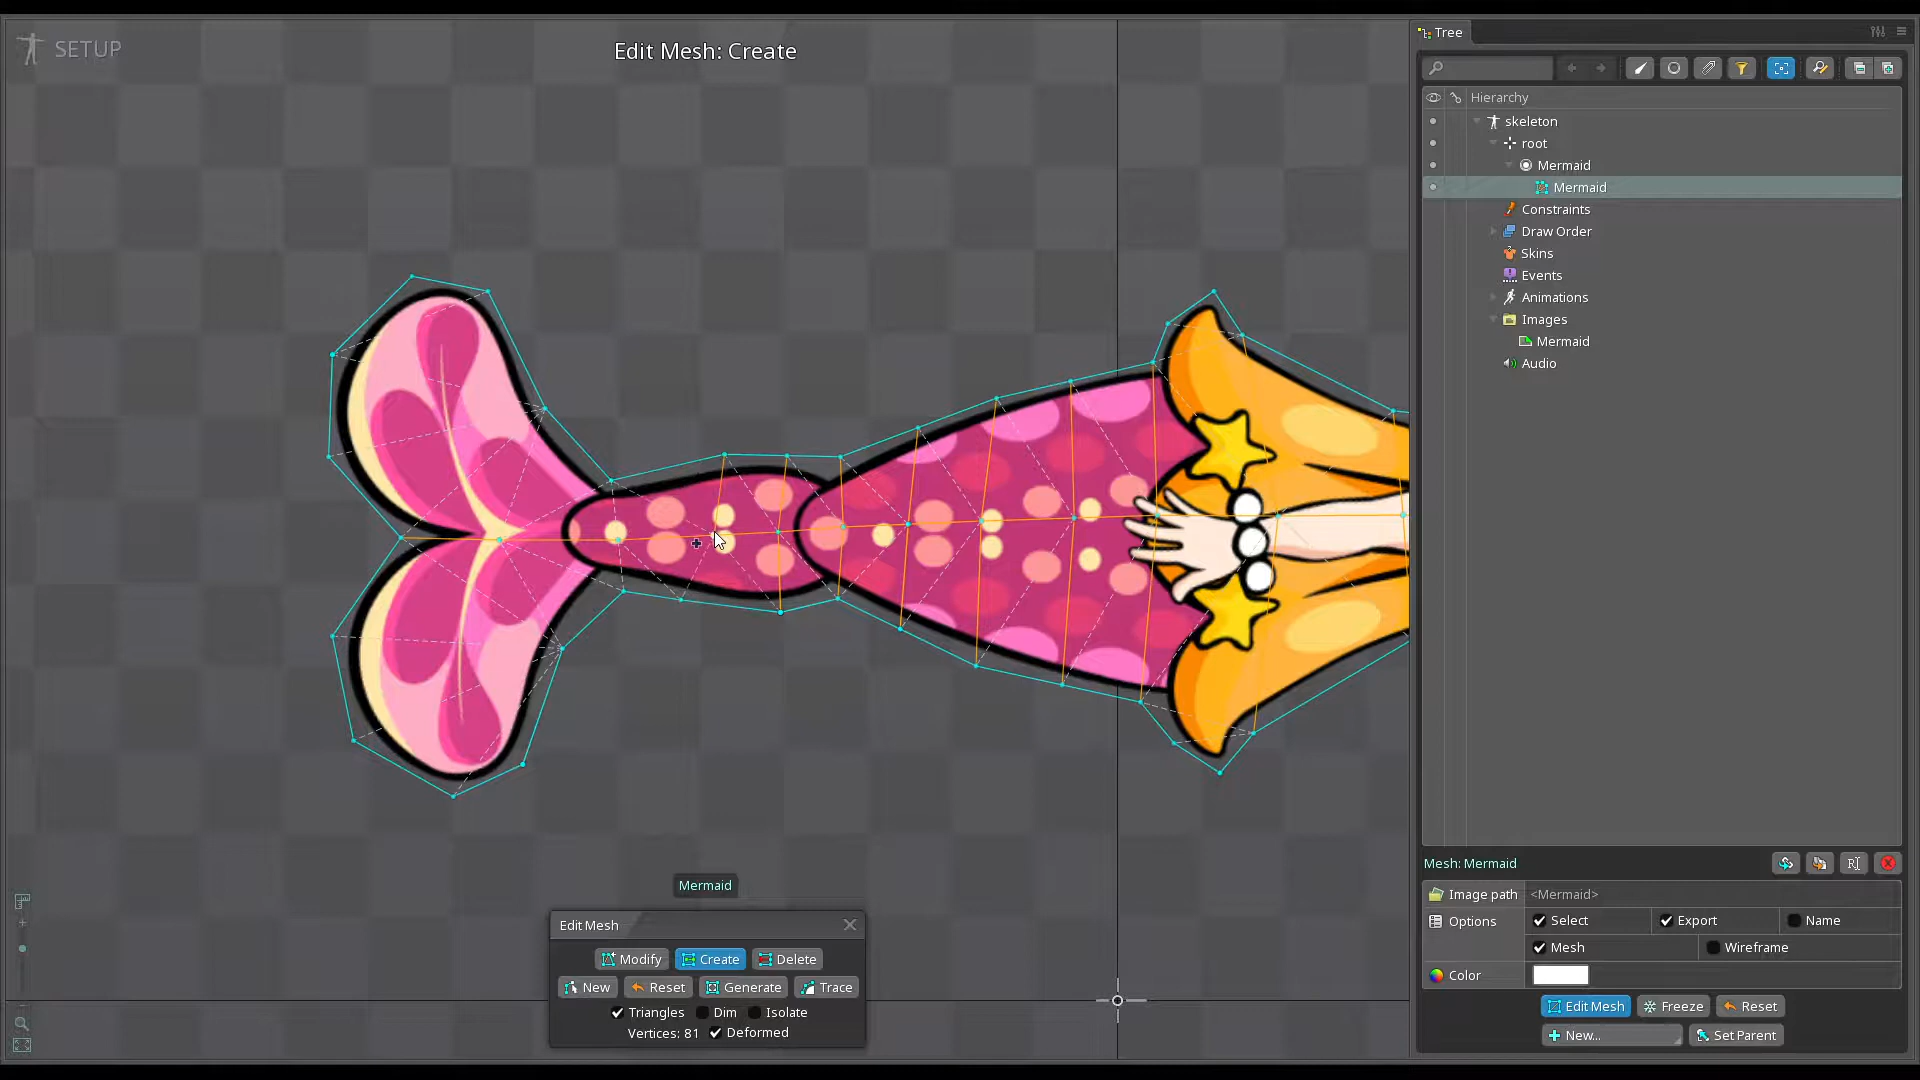 SETUP
Edit Mesh: Create
Tree
Hierarchy
skeleton
root
Mermaid
Mermaid
Constraints
Draw Order
Skins
Events
Animations
Images
Mermaid
Audio
Mermaid
Edit Mesh
Modify Create Delete
New Reset Generate Trace
Triangles Dim Isolate
Vertices: 81 Deformed
Mesh: Mermaid
Image path <Mermaid>
Options Select Export Name
Mesh Wireframe
Color
Edit Mesh Freeze Reset
New... Set Parent